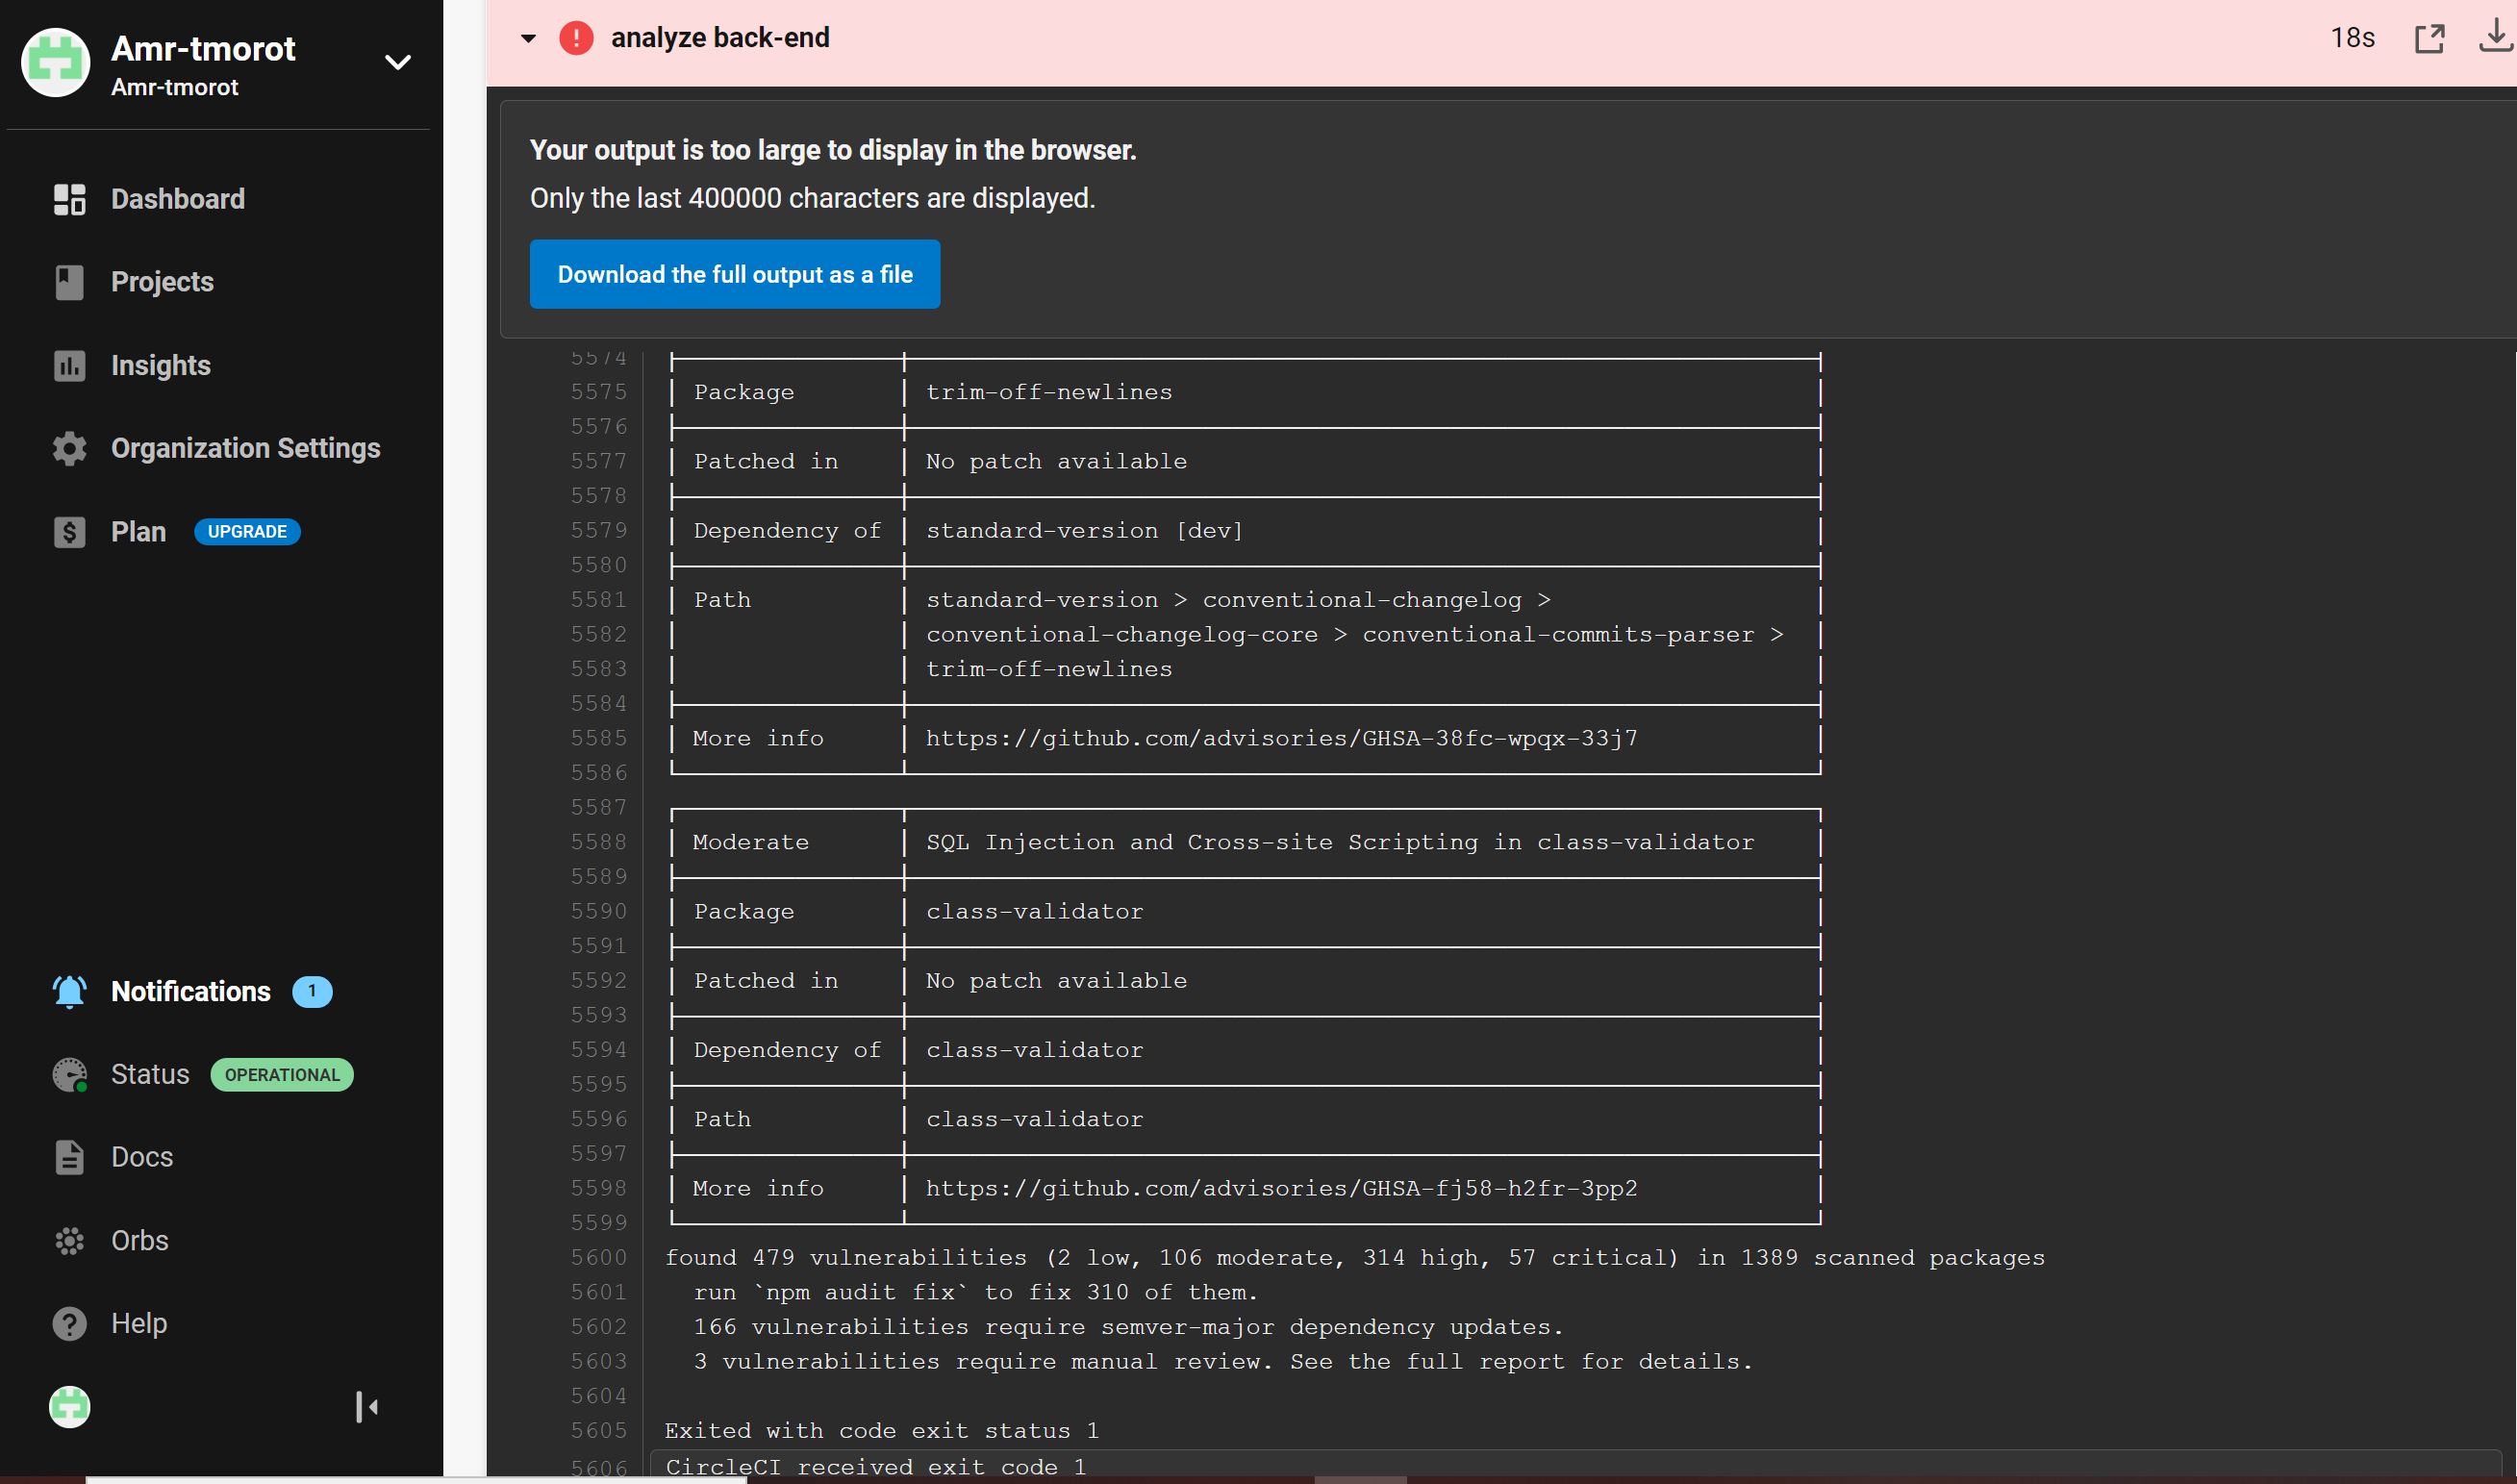 Amr-tmorot
Amr-tmorot
Dashboard
Projects
Insights
Organization Settings
Plan UPGRADE
Notifications 1
Status OPERATIONAL
Docs
Orbs
Help
analyze back-end 18s
Your output is too large to display in the browser.
Only the last 400000 characters are displayed.
Download the full output as a file
5574
5575 Package trim-off-newlines
5576
5577 Patched in No patch available
5578
5579 Dependency of standard-version [dev]
5580
5581 Path standard-version > conventional-changelog >
5582 conventional-changelog-core > conventional-commits-parser >
5583 trim-off-newlines
5584
5585 More info https://github.com/advisories/GHSA-38fc-wpqx-33j7
5586
5587
5588 Moderate SQL Injection and Cross-site Scripting in class-validator
5589
5590 Package class-validator
5591
5592 Patched in No patch available
5593
5594 Dependency of class-validator
5595
5596 Path class-validator
5597
5598 More info https://github.com/advisories/GHSA-fj58-h2fr-3pp2
5599
5600 found 479 vulnerabilities (2 low, 106 moderate, 314 high, 57 critical) in 1389 scanned packages
5601 run `npm audit fix` to fix 310 of them.
5602 166 vulnerabilities require semver-major dependency updates.
5603 3 vulnerabilities require manual review. See the full report for details.
5604
5605 Exited with code exit status 1
5606 CircleCI received exit code 1